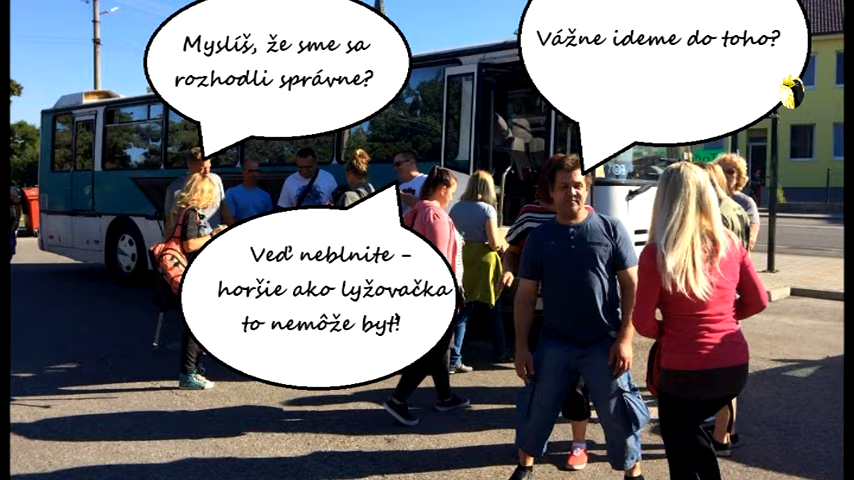 Myslíš, že sme sa
rozhodli správne?
Vážne ideme do toho?
Veď neblnite -
horšie ako lyžovačka
to nemôže byť!